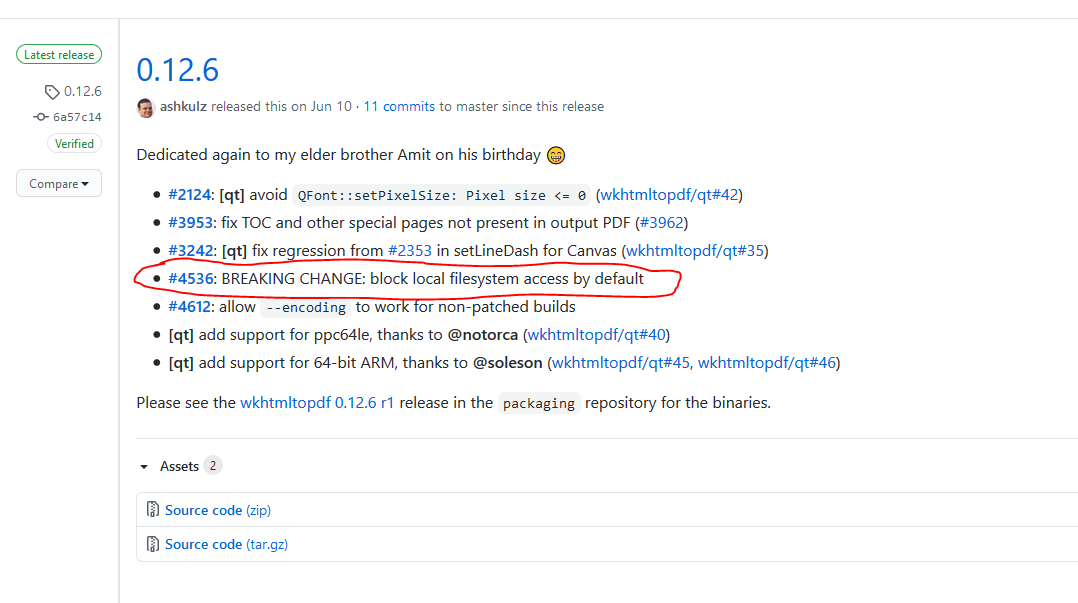 Latest release
0.12.6
6a57c14
Verified
Compare
0.12.6
ashkulz released this on Jun 10 · 11 commits to master since this release
Dedicated again to my elder brother Amit on his birthday 😁
#2124: [qt] avoid QFont::setPixelSize: Pixel size <= 0 (wkhtmltopdf/qt#42)
#3953: fix TOC and other special pages not present in output PDF (#3962)
#3242: [qt] fix regression from #2353 in setLineDash for Canvas (wkhtmltopdf/qt#35)
#4536: BREAKING CHANGE: block local filesystem access by default
#4612: allow --encoding to work for non-patched builds
[qt] add support for ppc64le, thanks to @notorca (wkhtmltopdf/qt#40)
[qt] add support for 64-bit ARM, thanks to @soleson (wkhtmltopdf/qt#45, wkhtmltopdf/qt#46)
Please see the wkhtmltopdf 0.12.6 r1 release in the packaging repository for the binaries.
Assets 2
Source code (zip)
Source code (tar.gz)